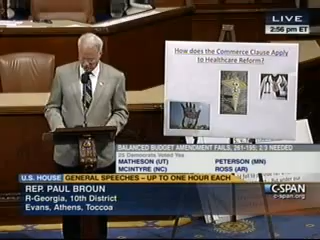 LIVE
2:56 pm ET
How does the Commerce Clause Apply
to Healthcare Reform?
BALANCED BUDGET AMENDMENT FAILS, 261-165; 2/3 NEEDED
25 Democrats Voted Yes
MATHESON (UT)
PETERSON (MN)
MCINTYRE (NC)
ROSS (AR)
U.S. HOUSE
GENERAL SPEECHES - UP TO ONE HOUR EACH
REP. PAUL BROUN
R-Georgia, 10th District
Evans, Athens, Toccoa
C-SPAN
c-span.org